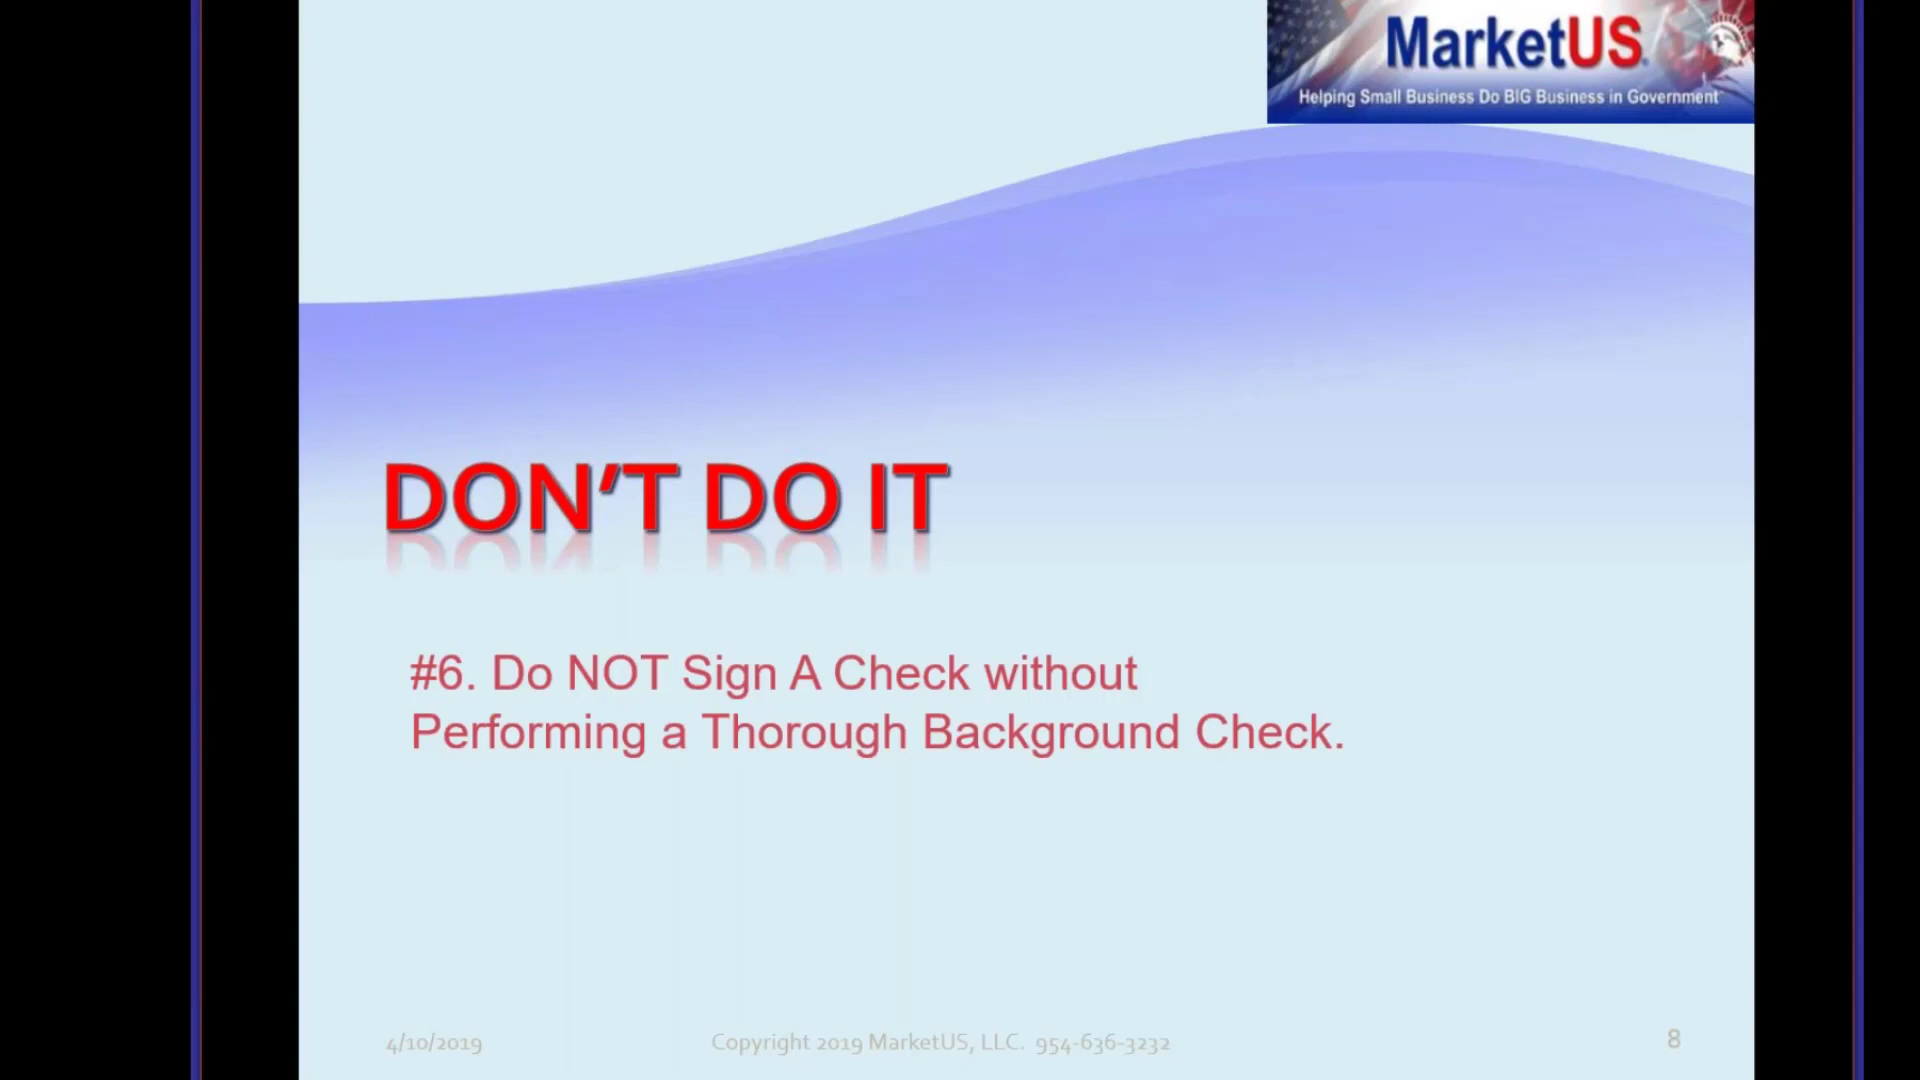 MarketUS
Helping Small Business Do BIG Business in Government
DON'T DO IT
#6. Do NOT Sign A Check without
Performing a Thorough Background Check.
4/10/2019 Copyright 2019 MarketUS, LLC. 954-636-3232 8